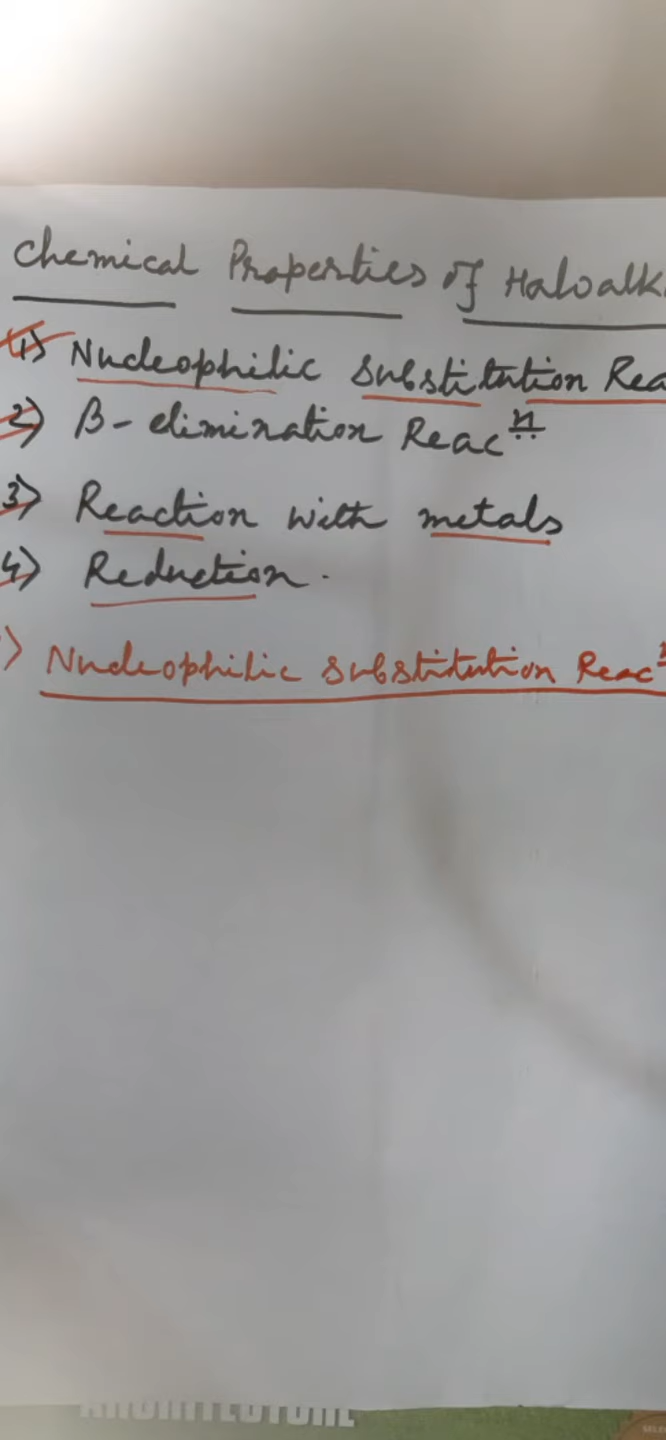 Chemical Properties of Haloalk
(1) Nucleophilic substitution Rea
2) β-elimination Reacⁿ
3) Reaction with metals
4) Reduction.
) Nucleophilic substitution Reacⁿ